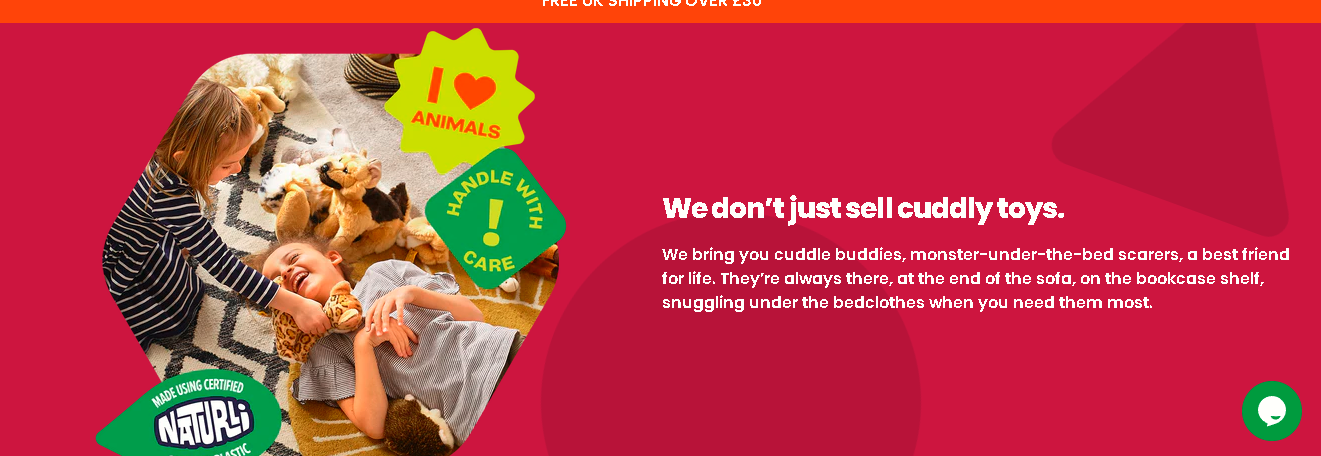 FREE UK SHIPPING OVER £30
I ♥
ANIMALS
HANDLE WITH
!
CARE
We don’t just sell cuddly toys.
We bring you cuddle buddies, monster-under-the-bed scarers, a best friend
for life. They’re always there, at the end of the sofa, on the bookcase shelf,
snuggling under the bedclothes when you need them most.
MADE USING CERTIFIED
NATURLi